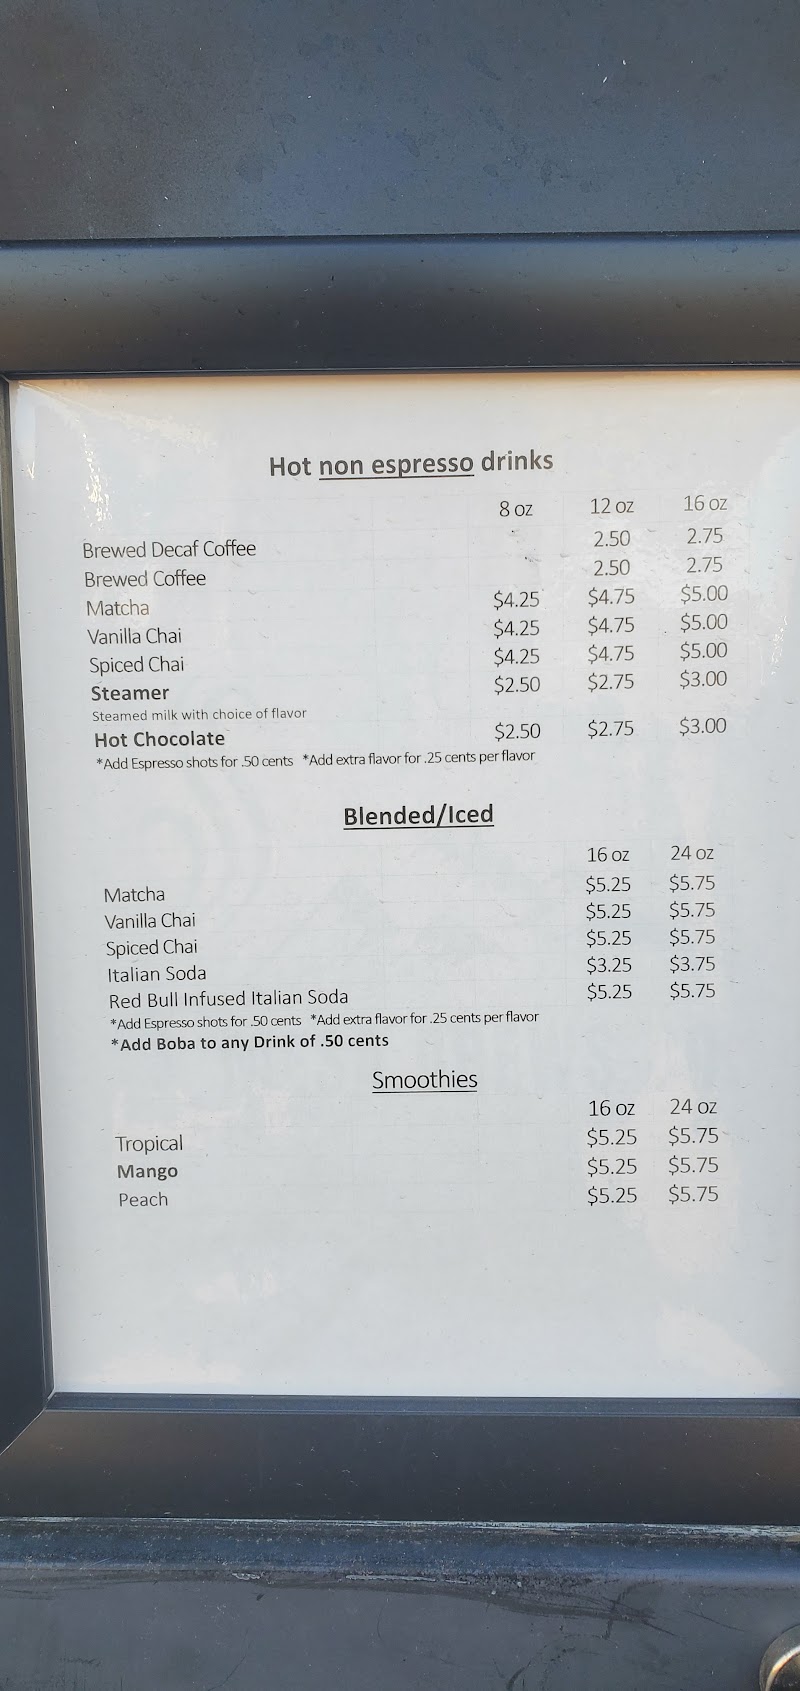 Hot non espresso drinks
8 oz 12 oz 16 oz
Brewed Decaf Coffee 2.50 2.75
Brewed Coffee 2.50 2.75
Matcha $4.25 $4.75 $5.00
Vanilla Chai $4.25 $4.75 $5.00
Spiced Chai $4.25 $4.75 $5.00
Steamer $2.50 $2.75 $3.00
Steamed milk with choice of flavor
Hot Chocolate $2.50 $2.75 $3.00
*Add Espresso shots for .50 cents *Add extra flavor for .25 cents per flavor
Blended/Iced
16 oz 24 oz
Matcha $5.25 $5.75
Vanilla Chai $5.25 $5.75
Spiced Chai $5.25 $5.75
Italian Soda $3.25 $3.75
Red Bull Infused Italian Soda $5.25 $5.75
*Add Espresso shots for .50 cents *Add extra flavor for .25 cents per flavor
*Add Boba to any Drink of .50 cents
Smoothies
16 oz 24 oz
Tropical $5.25 $5.75
Mango $5.25 $5.75
Peach $5.25 $5.75